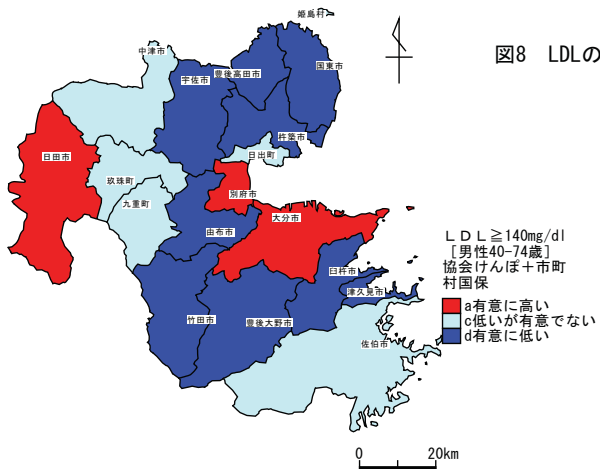 姫島村
図8 LDLの
中津市
国東市
豊後高田市
宇佐市
杵築市
日出町
日田市
玖珠町
別府市
九重町
大分市
由布市
LDL≧140mg/dl
[男性40-74歳]
協会けんぽ+市町
村国保
a有意に高い
c低いが有意でない
d有意に低い
臼杵市
津久見市
竹田市
豊後大野市
佐伯市
0 20km